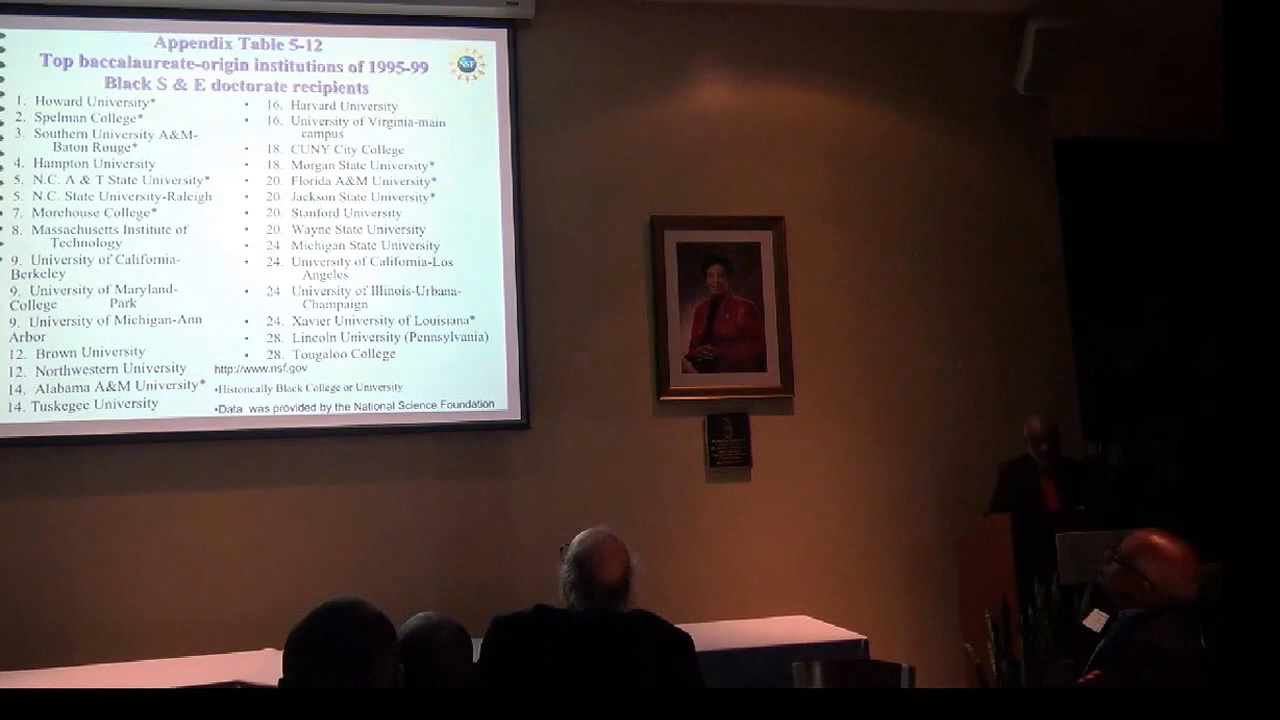 Appendix Table 5-12
Top baccalaureate-origin institutions of 1995-99
Black S & E doctorate recipients
NSF
1. Howard University*
2. Spelman College*
3. Southern University A&M-
Baton Rouge*
4. Hampton University
5. N.C. A & T State University*
5. N.C. State University-Raleigh
7. Morehouse College*
8. Massachusetts Institute of
Technology
9. University of California-
Berkeley
9. University of Maryland-
College Park
9. University of Michigan-Ann
Arbor
12. Brown University
12. Northwestern University
14. Alabama A&M University*
14. Tuskegee University
• 16. Harvard University
• 16. University of Virginia-main
campus
• 18. CUNY City College
• 18. Morgan State University*
• 20. Florida A&M University*
• 20. Jackson State University*
• 20. Stanford University
• 20. Wayne State University
• 24 Michigan State University
• 24. University of California-Los
Angeles
• 24 University of Illinois-Urbana-
Champaign
• 24. Xavier University of Louisiana*
• 28. Lincoln University (Pennsylvania)
• 28. Tougaloo College
http://www.nsf.gov
•Historically Black College or University
•Data was provided by the National Science Foundation